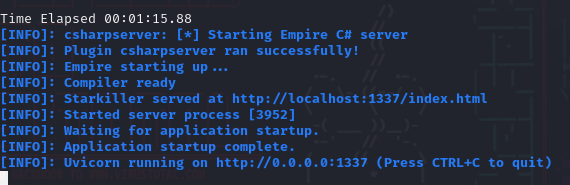 Time Elapsed 00:01:15.88
[INFO]: csharpserver: [*] Starting Empire C# server
[INFO]: Plugin csharpserver ran successfully!
[INFO]: Empire starting up...
[INFO]: Compiler ready
[INFO]: Starkiller served at http://localhost:1337/index.html
[INFO]: Started server process [3952]
[INFO]: Waiting for application startup.
[INFO]: Application startup complete.
[INFO]: Uvicorn running on http://0.0.0.0:1337 (Press CTRL+C to quit)